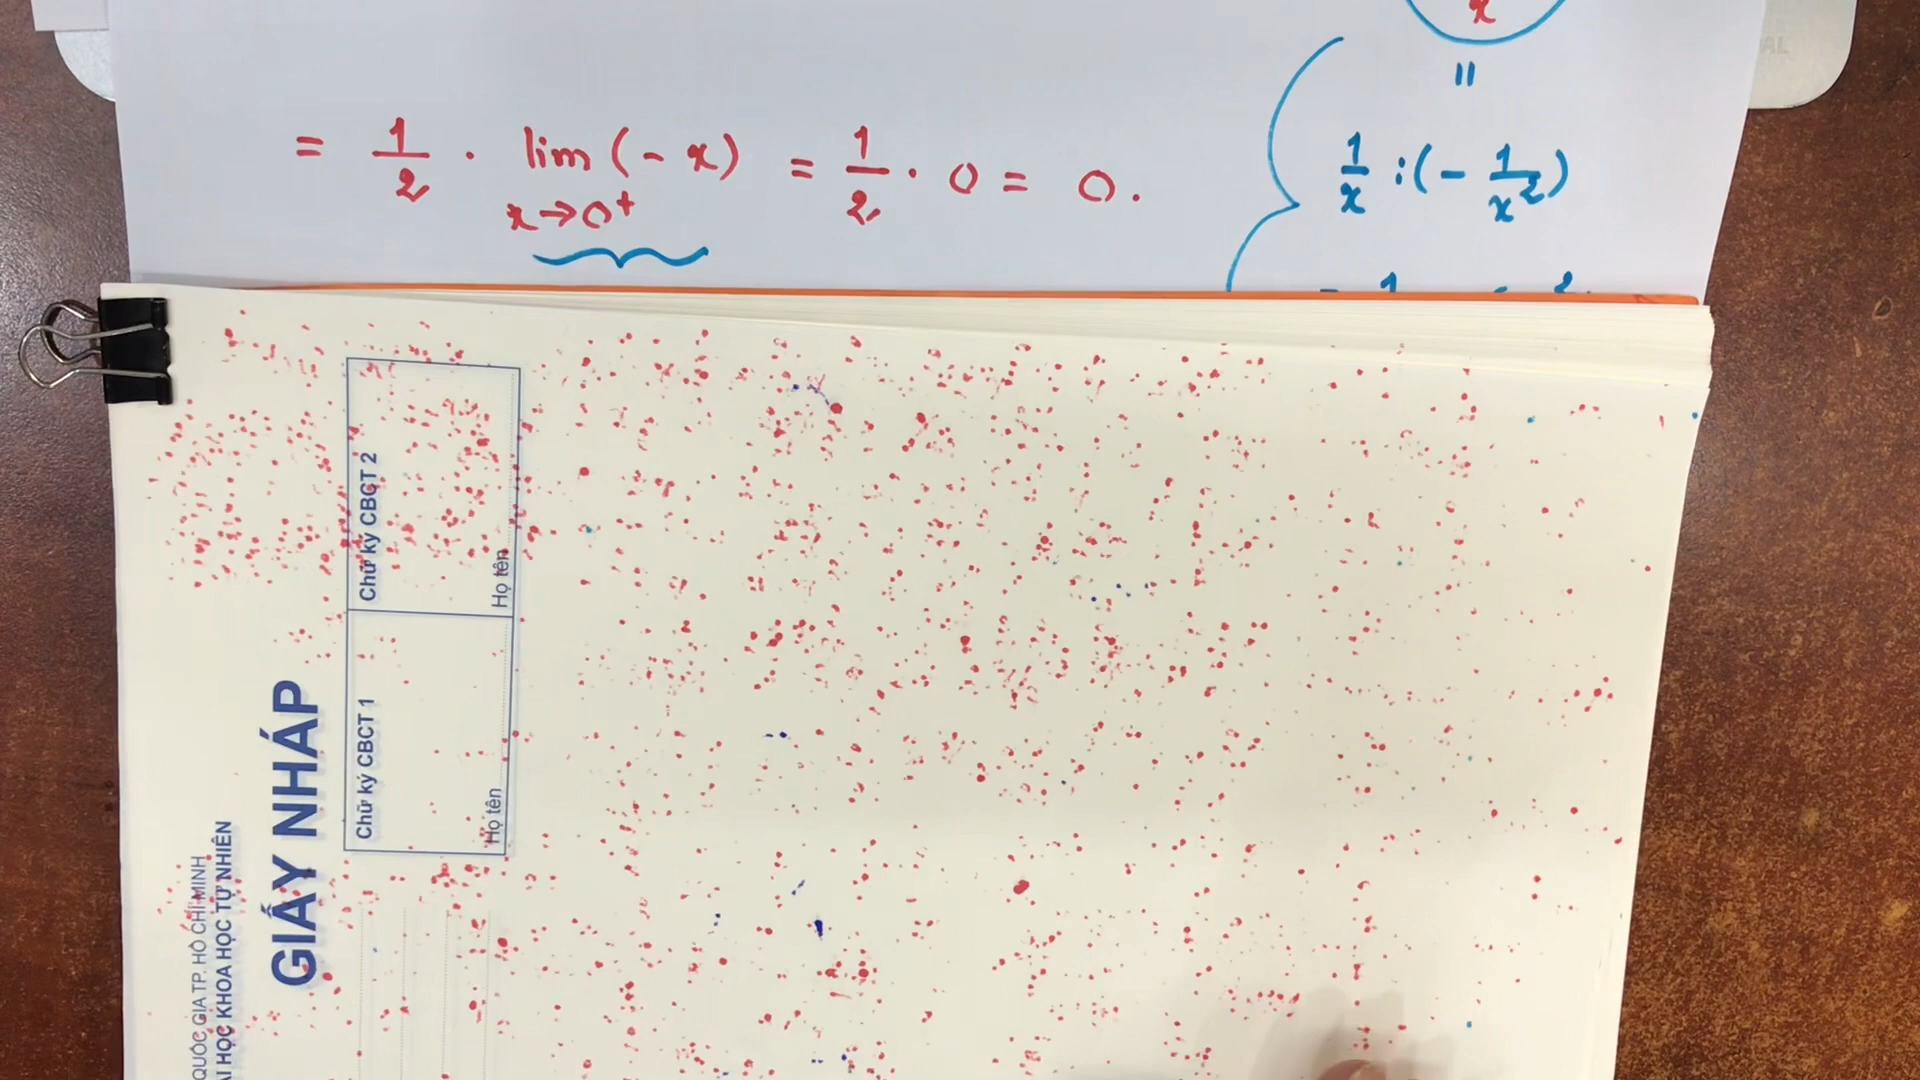 x
= 1/2 · lim (- x) = 1/2 · 0 = 0.
x→0⁺
"
1/x : (- 1/x²)
QUỐC GIA TP. HỒ CHÍ MINH
HỌC KHOA HỌC TỰ NHIÊN
GIẤY NHÁP
Chữ ký CBCT 1
Họ tên
Chữ ký CBCT 2
Họ tên